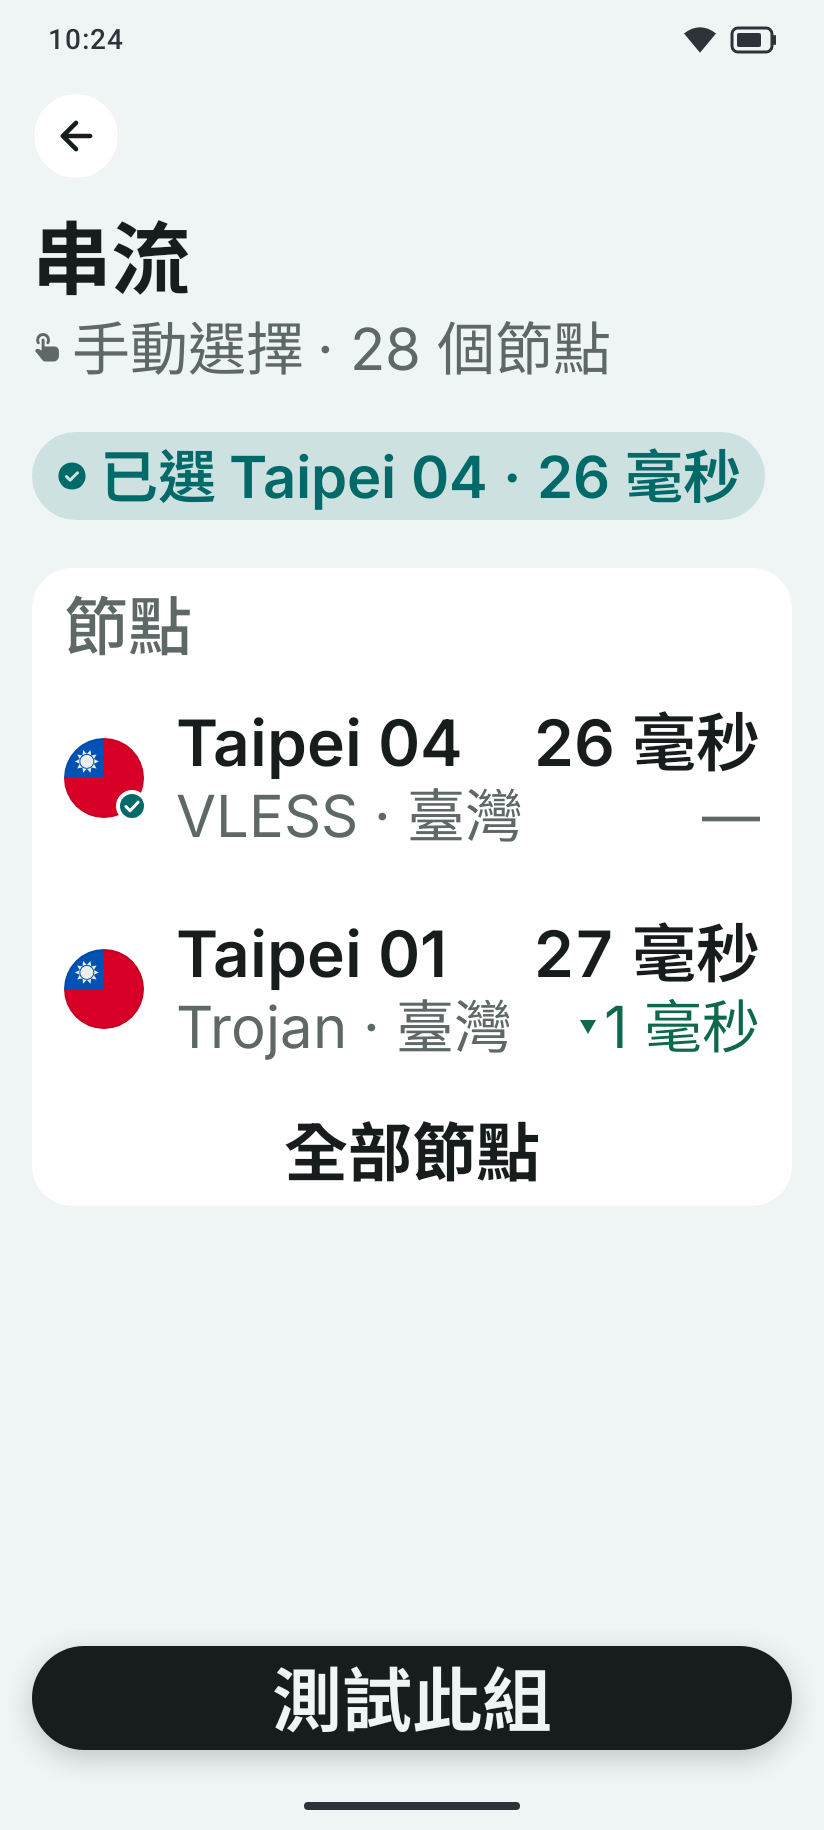 10:24
串流
手動選擇 · 28 個節點
已選 Taipei 04 · 26 毫秒
節點
Taipei 04 26 毫秒
VLESS · 臺灣 —
Taipei 01 27 毫秒
Trojan · 臺灣 ▾1 毫秒
全部節點
測試此組